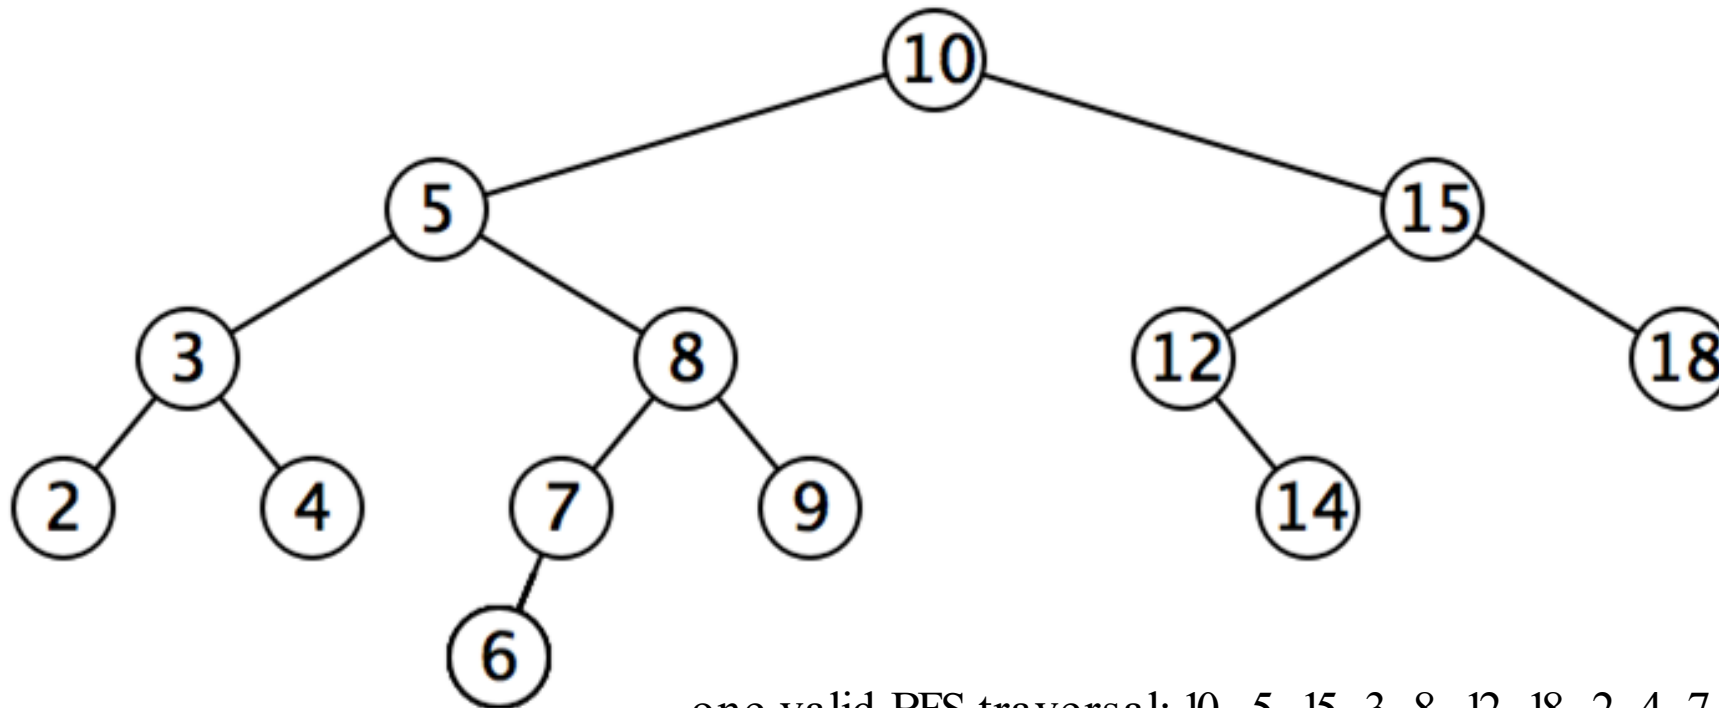 10
5 15
3 8 12 18
2 4 7 9 14
6
one valid BFS traversal: 10, 5, 15, 3, 8, 12, 18, 2, 4, 7,